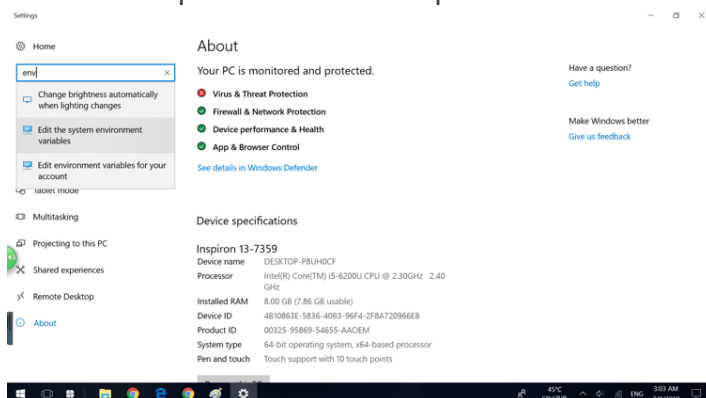 Settings
Home
env
Change brightness automatically
when lighting changes
Edit the system environment
variables
Edit environment variables for your
account
Tablet mode
Multitasking
Projecting to this PC
Shared experiences
Remote Desktop
About
About
Your PC is monitored and protected.
Virus & Threat Protection
Firewall & Network Protection
Device performance & Health
App & Browser Control
See details in Windows Defender
Device specifications
Inspiron 13-7359
Device name DESKTOP-P8UH0CF
Processor Intel(R) Core(TM) i5-6200U CPU @ 2.30GHz 2.40
GHz
Installed RAM 8.00 GB (7.86 GB usable)
Device ID 4B10863E-5836-40B3-96F4-2F8A720966EB
Product ID 00325-95869-54655-AAOEM
System type 64-bit operating system, x64-based processor
Pen and touch Touch support with 10 touch points
Have a question?
Get help
Make Windows better
Give us feedback
45°C
ENG
3:03 AM